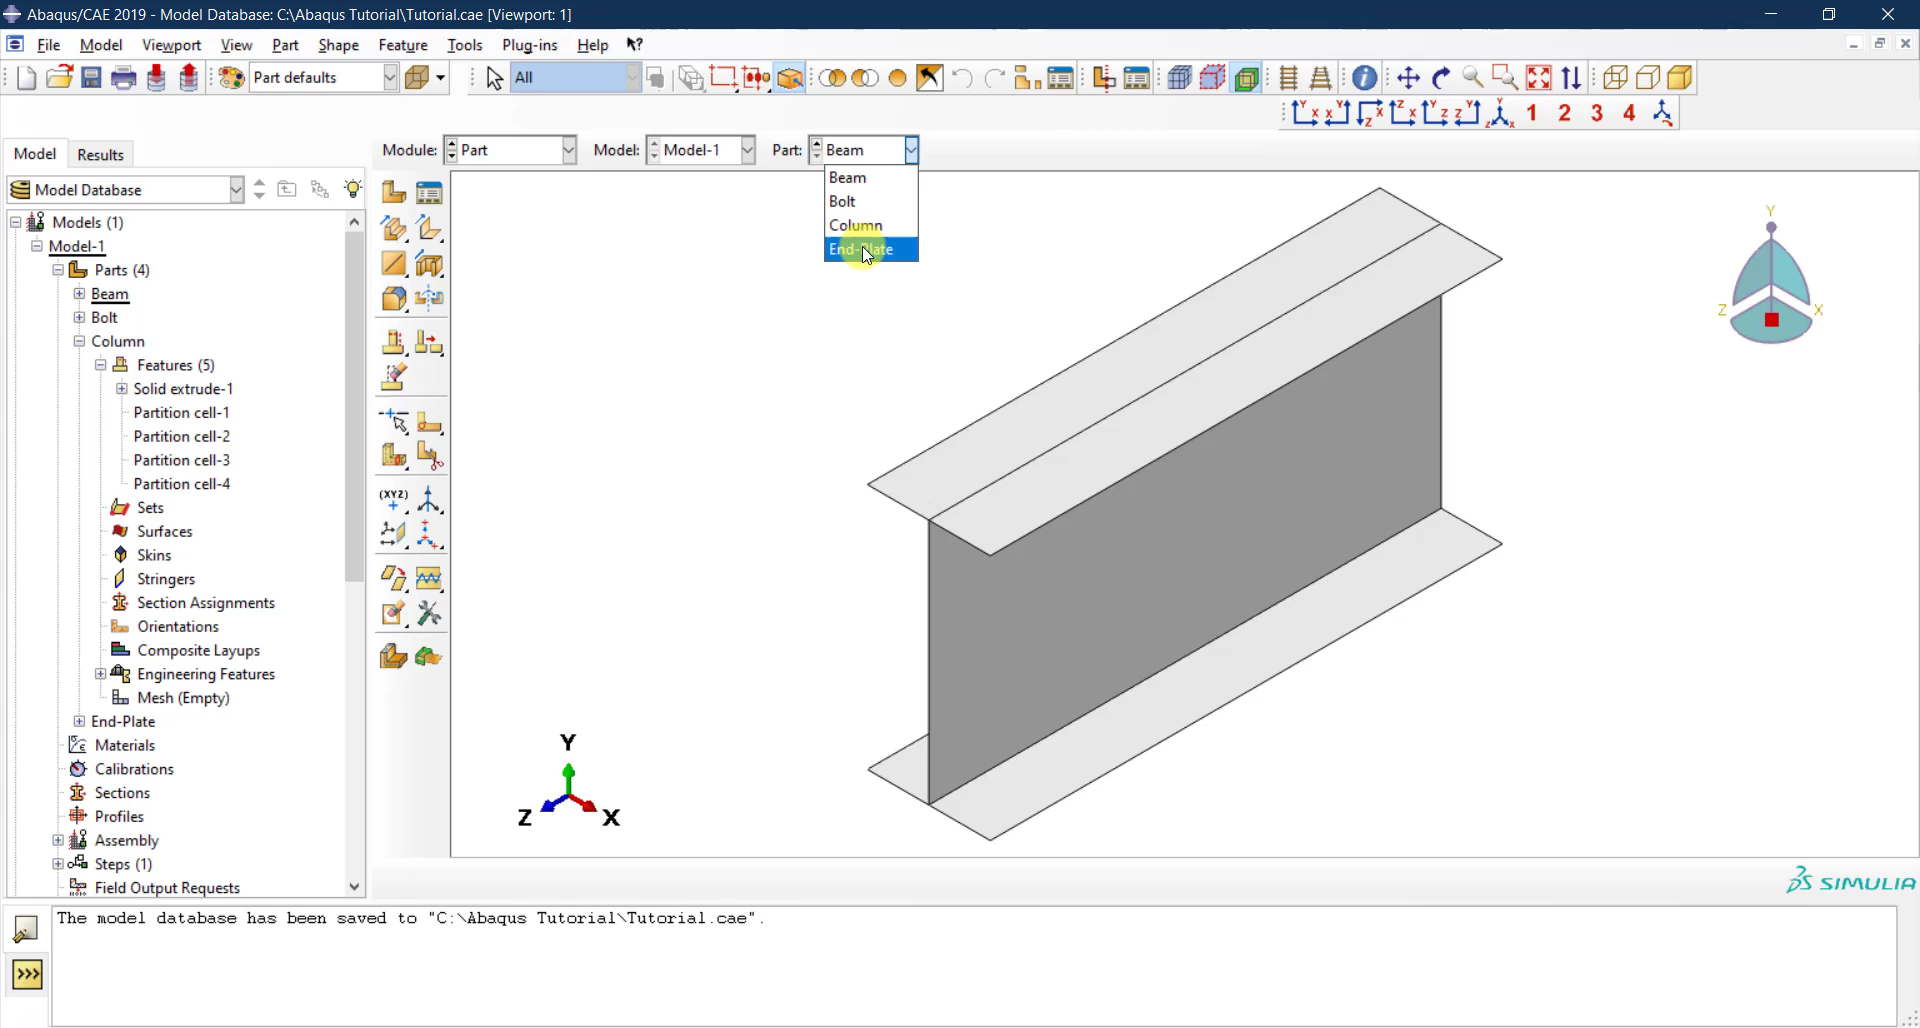 Abaqus/CAE 2019 - Model Database: C:\Abaqus Tutorial\Tutorial.cae [Viewport: 1]
File Model Viewport View Part Shape Feature Tools Plug-ins Help
Part defaults
All
1 2 3 4
Model Results
Module: Part Model: Model-1 Part: Beam
Beam
Bolt
Column
End-Plate
Model Database
Models (1)
Model-1
Parts (4)
Beam
Bolt
Column
Features (5)
Solid extrude-1
Partition cell-1
Partition cell-2
Partition cell-3
Partition cell-4
Sets
Surfaces
Skins
Stringers
Section Assignments
Orientations
Composite Layups
Engineering Features
Mesh (Empty)
End-Plate
Materials
Calibrations
Sections
Profiles
Assembly
Steps (1)
Field Output Requests
(XYZ)
Y
Z X
Y
Z X
SIMULIA
The model database has been saved to "C:\Abaqus Tutorial\Tutorial.cae".
>>>